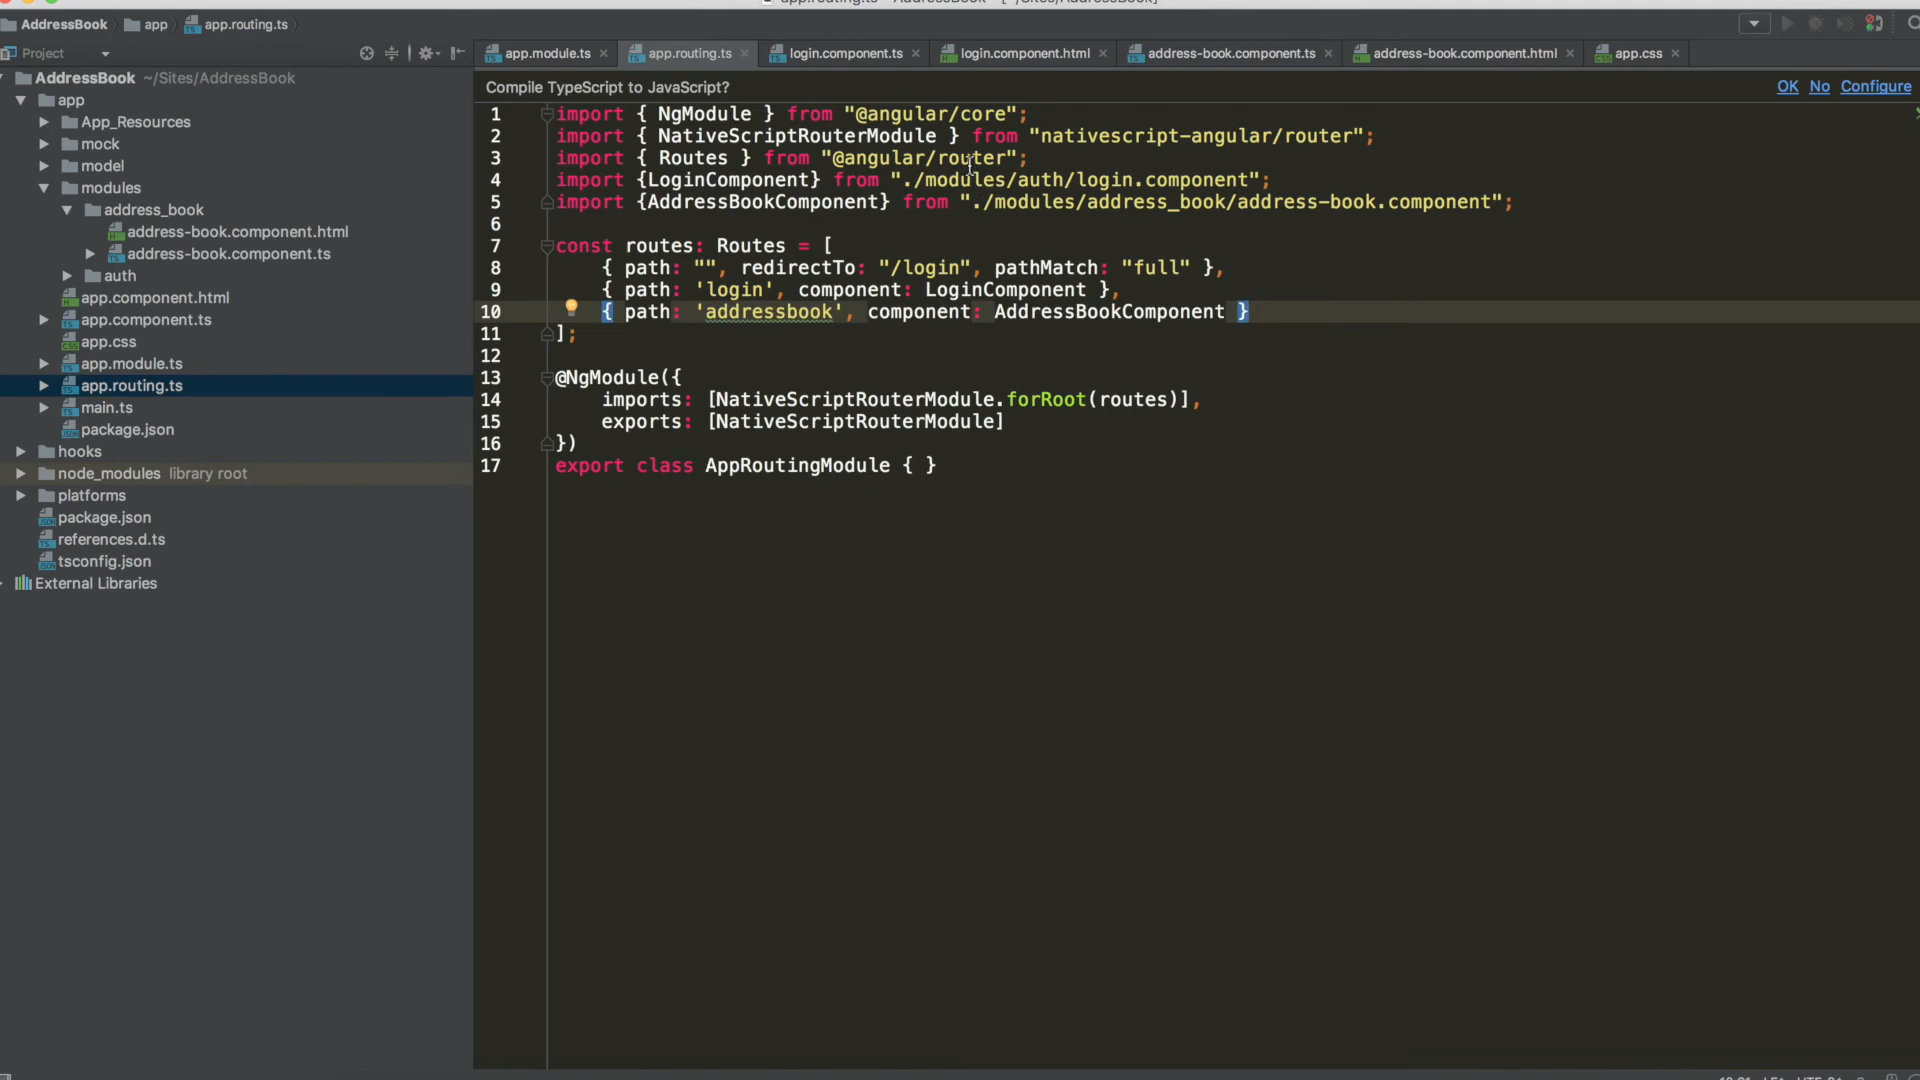 app.routing.ts - AddressBook - [~/Sites/AddressBook]
AddressBook app app.routing.ts
Project
app.module.ts app.routing.ts login.component.ts login.component.html address-book.component.ts address-book.component.html app.css
Compile TypeScript to JavaScript? OK No Configure
AddressBook ~/Sites/AddressBook
app
App_Resources
mock
model
modules
address_book
address-book.component.html
address-book.component.ts
auth
app.component.html
app.component.ts
app.css
app.module.ts
app.routing.ts
main.ts
package.json
hooks
node_modules library root
platforms
package.json
references.d.ts
tsconfig.json
External Libraries
1 import { NgModule } from "@angular/core";
2 import { NativeScriptRouterModule } from "nativescript-angular/router";
3 import { Routes } from "@angular/router";
4 import {LoginComponent} from "./modules/auth/login.component";
5 import {AddressBookComponent} from "./modules/address_book/address-book.component";
6
7 const routes: Routes = [
8 { path: "", redirectTo: "/login", pathMatch: "full" },
9 { path: 'login', component: LoginComponent },
10 { path: 'addressbook', component: AddressBookComponent }
11 ];
12
13 @NgModule({
14 imports: [NativeScriptRouterModule.forRoot(routes)],
15 exports: [NativeScriptRouterModule]
16 })
17 export class AppRoutingModule { }